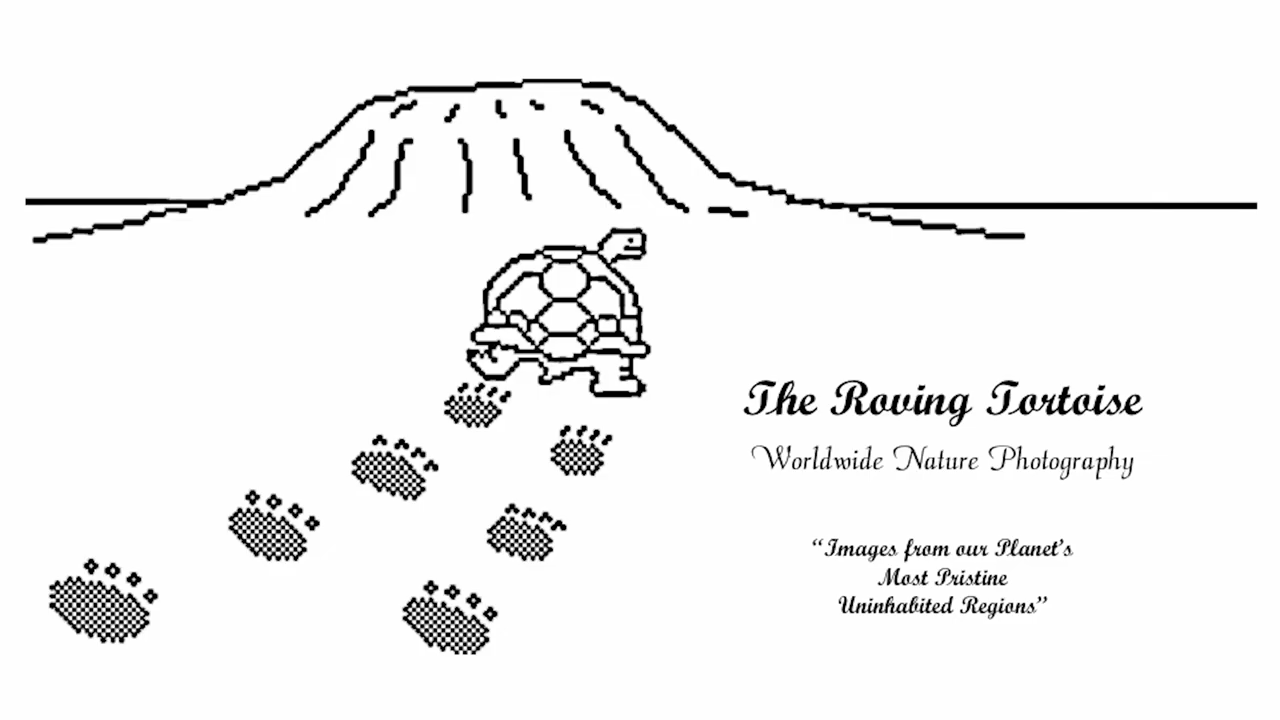 The Roving Tortoise
Worldwide Nature Photography
“Images from our Planet’s
Most Pristine
Uninhabited Regions”